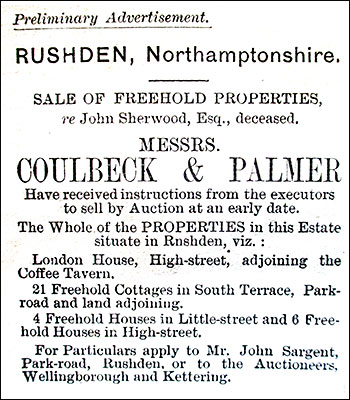 Preliminary Advertisement.
RUSHDEN, Northamptonshire.
SALE OF FREEHOLD PROPERTIES,
re John Sherwood, Esq., deceased.
MESSRS.
COULBECK & PALMER
Have received instructions from the executors
to sell by Auction at an early date.
The Whole of the PROPERTIES in this Estate
situate in Rnshden, viz. :
London House, High-street, adjoining the
Coffee Tavern.
21 Freehold Cottages in South Terrace, Park-
road and land adjoining.
4 Freehold Houses in Little-street and 6 Free-
hold Houses in High-street.
For Particulars apply to Mr. John Sargent,
Park-road, Rushden, or to the Auctioneers,
Wellingborough and Kettering.